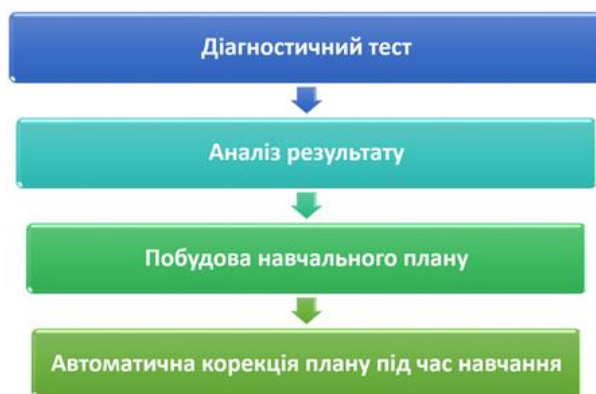 Діагностичний тест
Аналіз результату
Побудова навчального плану
Автоматична корекція плану під час навчання